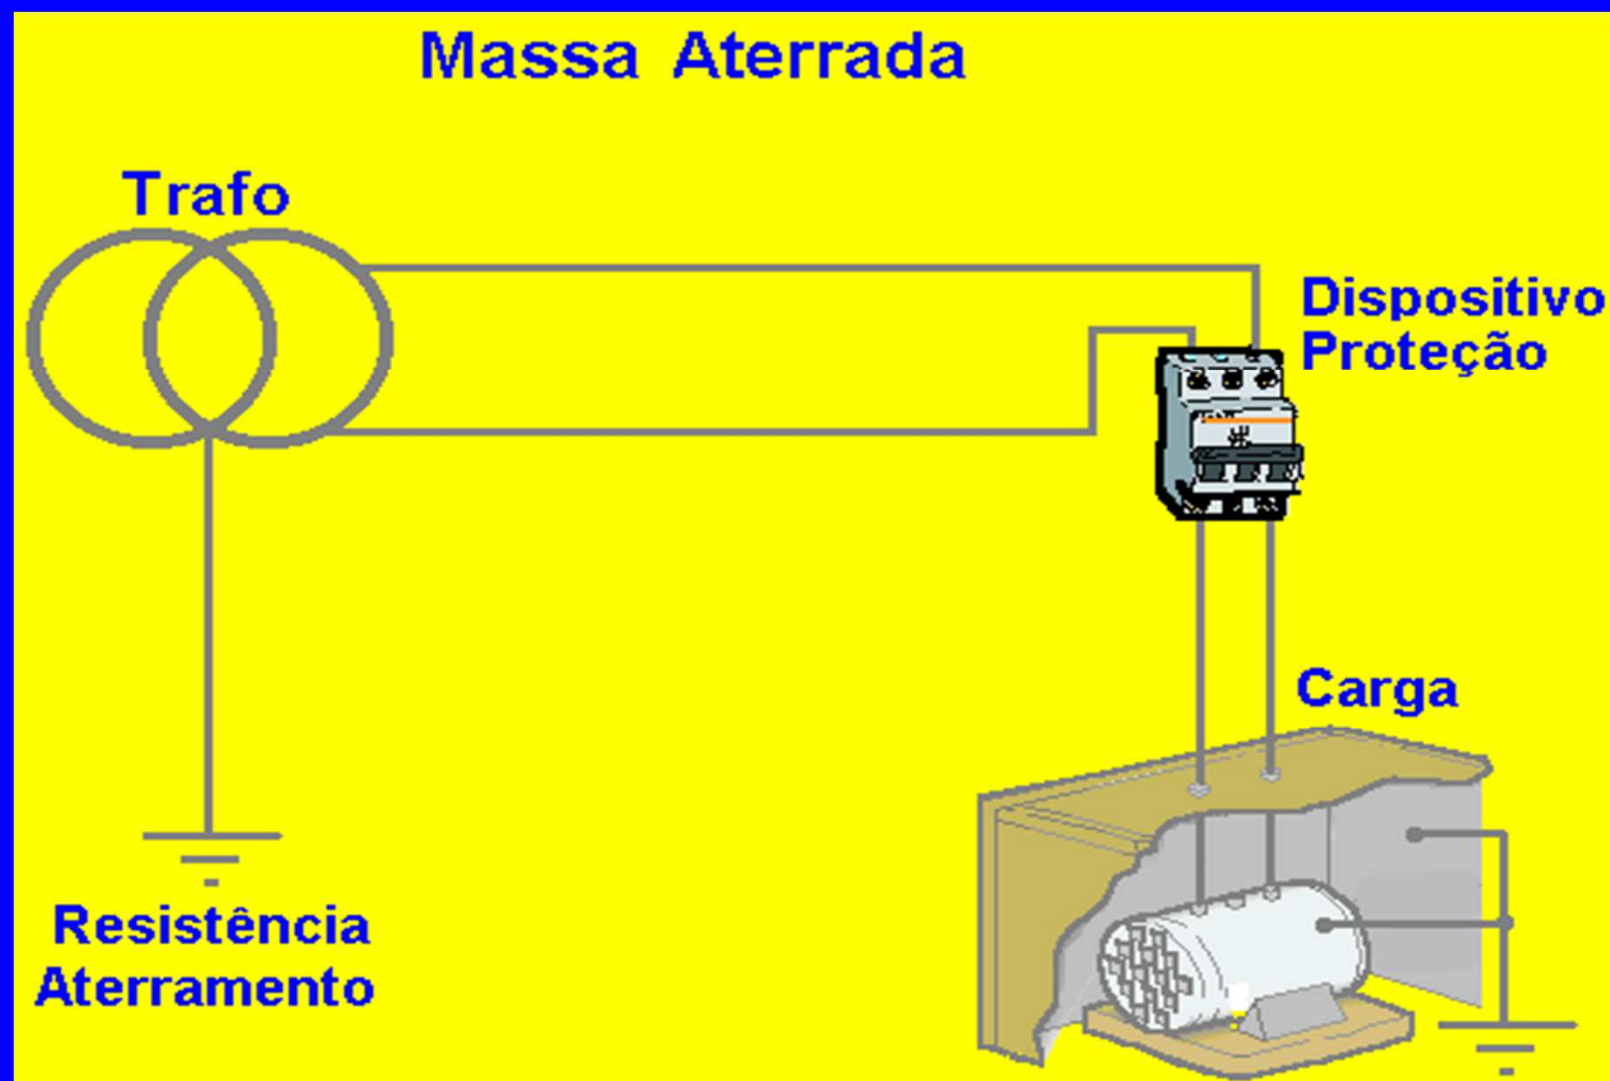 Massa Aterrada
Trafo
Dispositivo
Proteção
Carga
Resistência
Aterramento